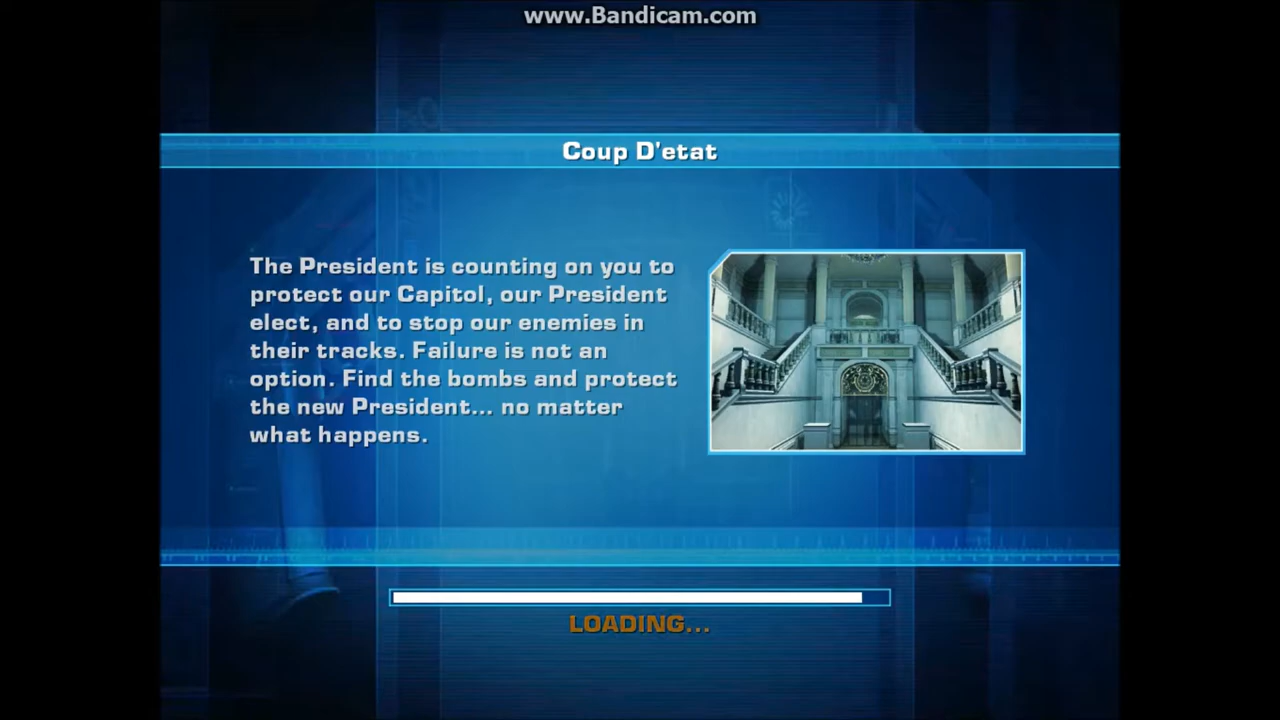 www.Bandicam.com
Coup D'etat
The President is counting on you to
protect our Capitol, our President
elect, and to stop our enemies in
their tracks. Failure is not an
option. Find the bombs and protect
the new President... no matter
what happens.
LOADING...